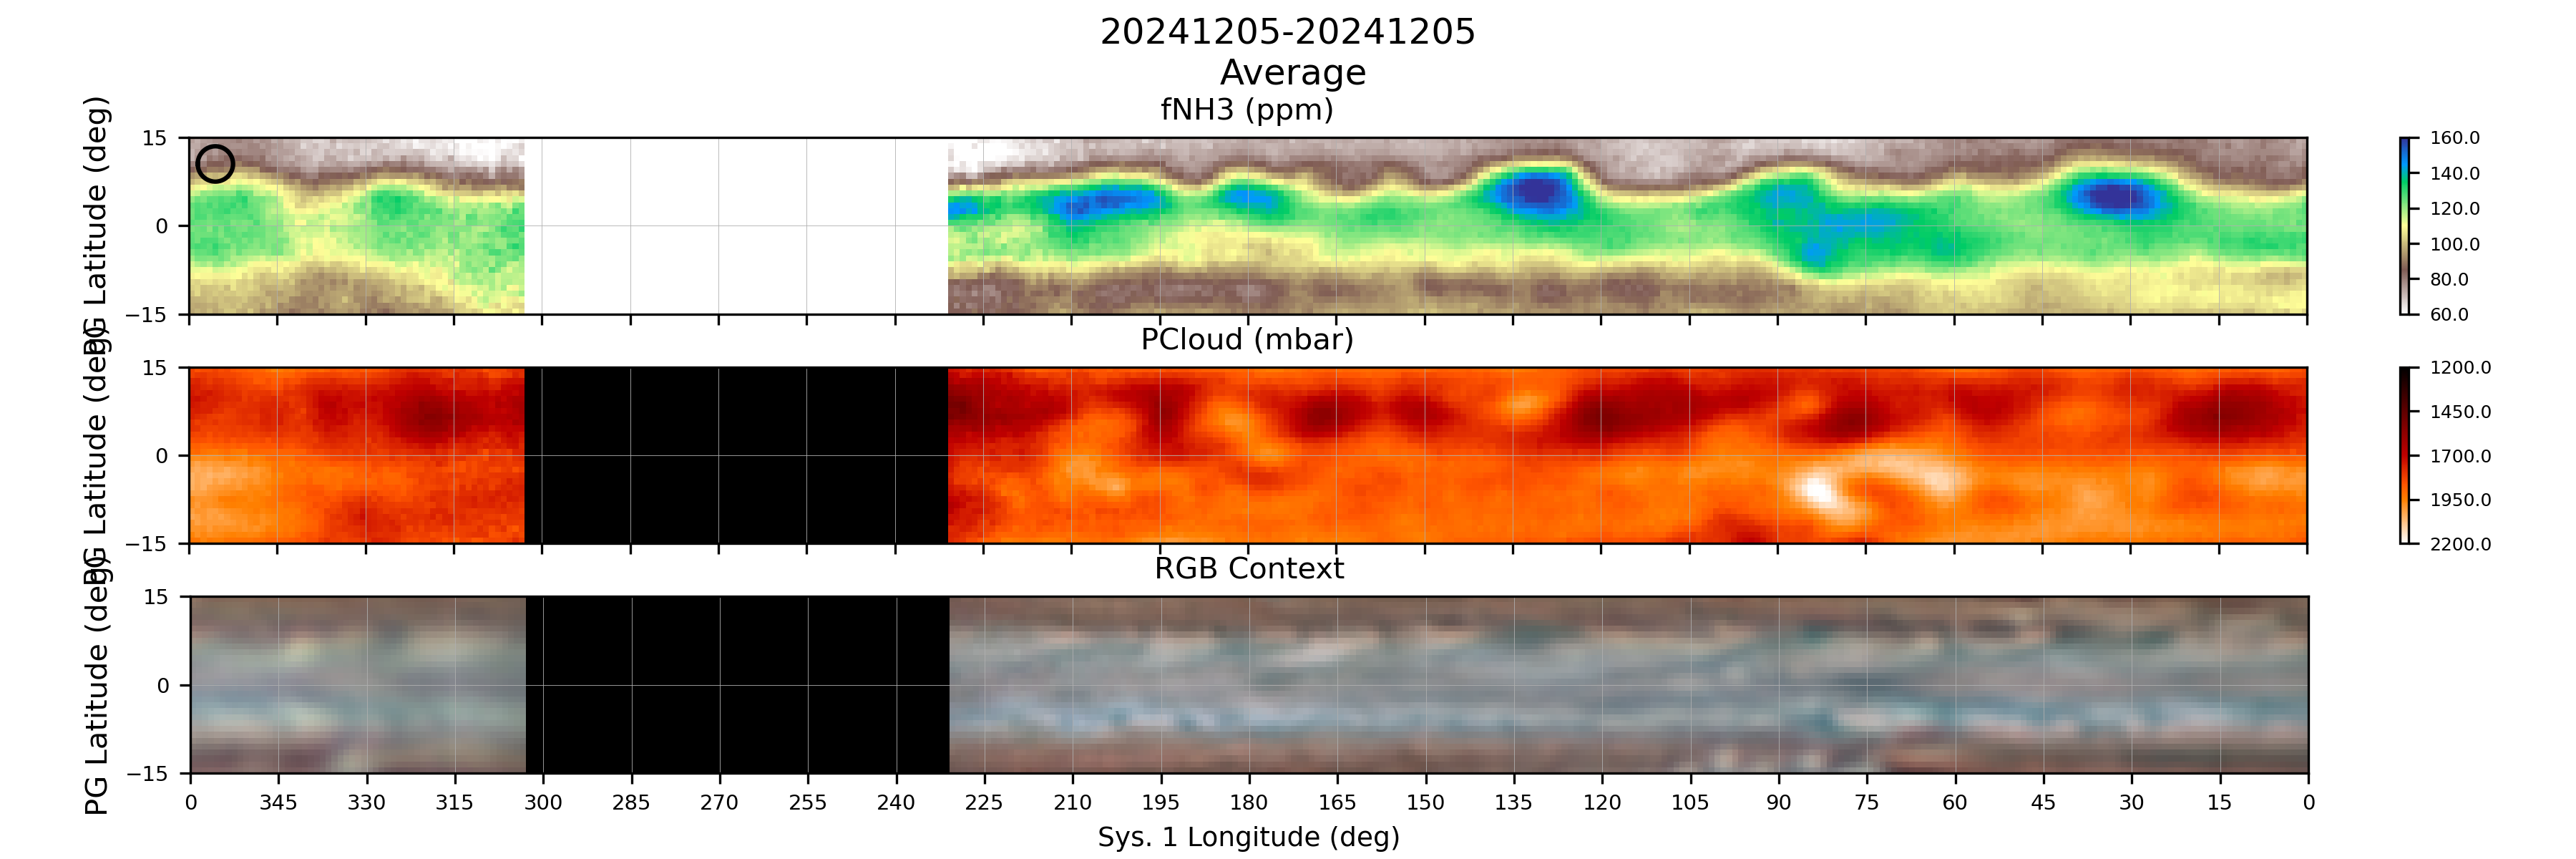 20241205-20241205
Average
fNH3 (ppm)
PG Latitude (deg)
15
0
−15
160.0
140.0
120.0
100.0
80.0
60.0
PCloud (mbar)
PG Latitude (deg)
15
0
−15
1200.0
1450.0
1700.0
1950.0
2200.0
RGB Context
PG Latitude (deg)
15
0
−15
0 345 330 315 300 285 270 255 240 225 210 195 180 165 150 135 120 105 90 75 60 45 30 15 0
Sys. 1 Longitude (deg)